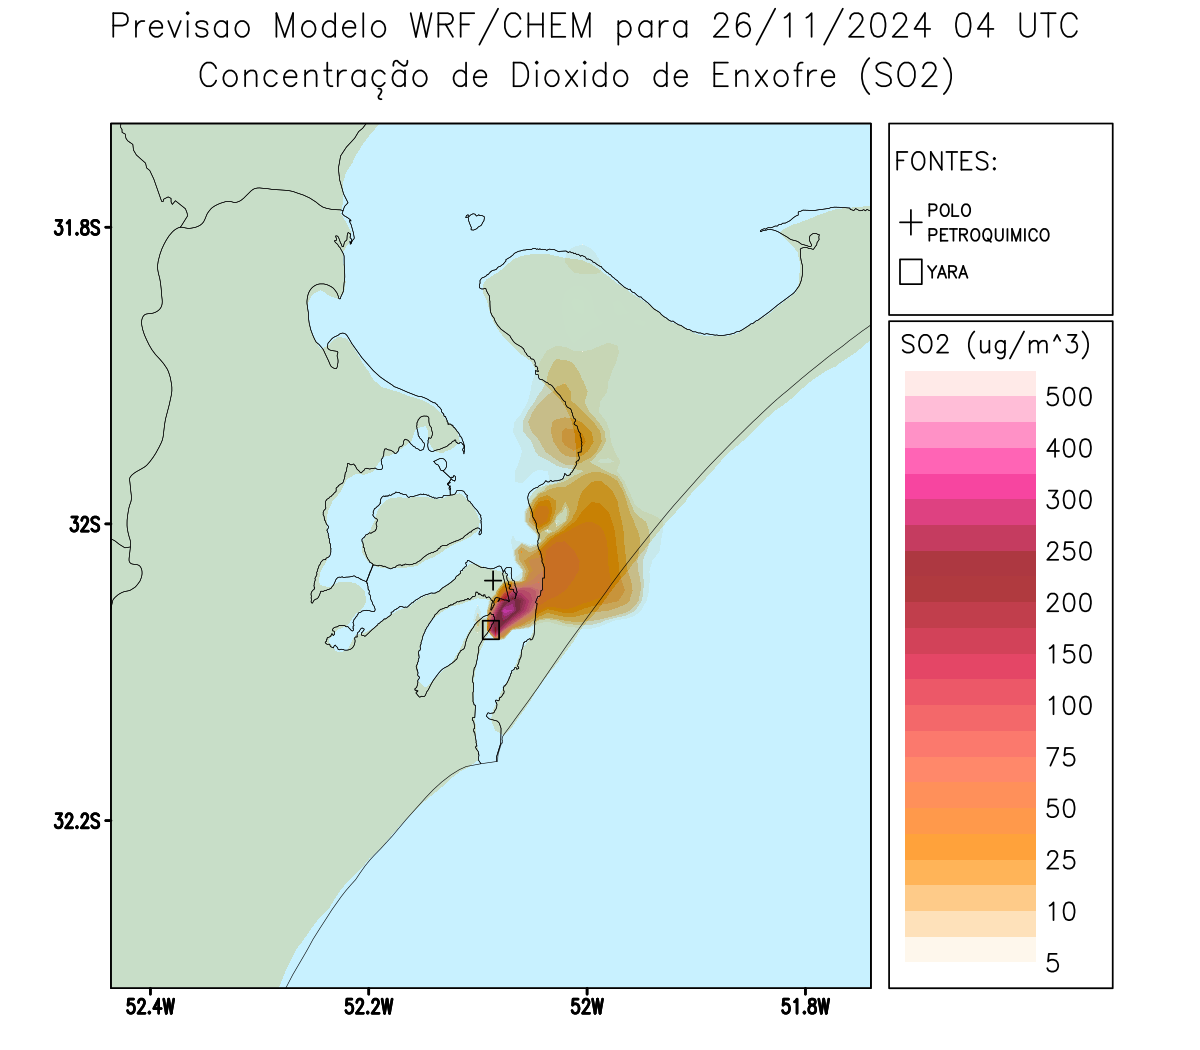 Previsao Modelo WRF/CHEM para 26/11/2024 04 UTC
Concentração de Dioxido de Enxofre (SO2)
FONTES:
POLO
PETROQUIMICO
YARA
SO2 (ug/m^3)
500
400
300
250
200
150
100
75
50
25
10
5
31.8S
32S
32.2S
52.4W
52.2W
52W
51.8W